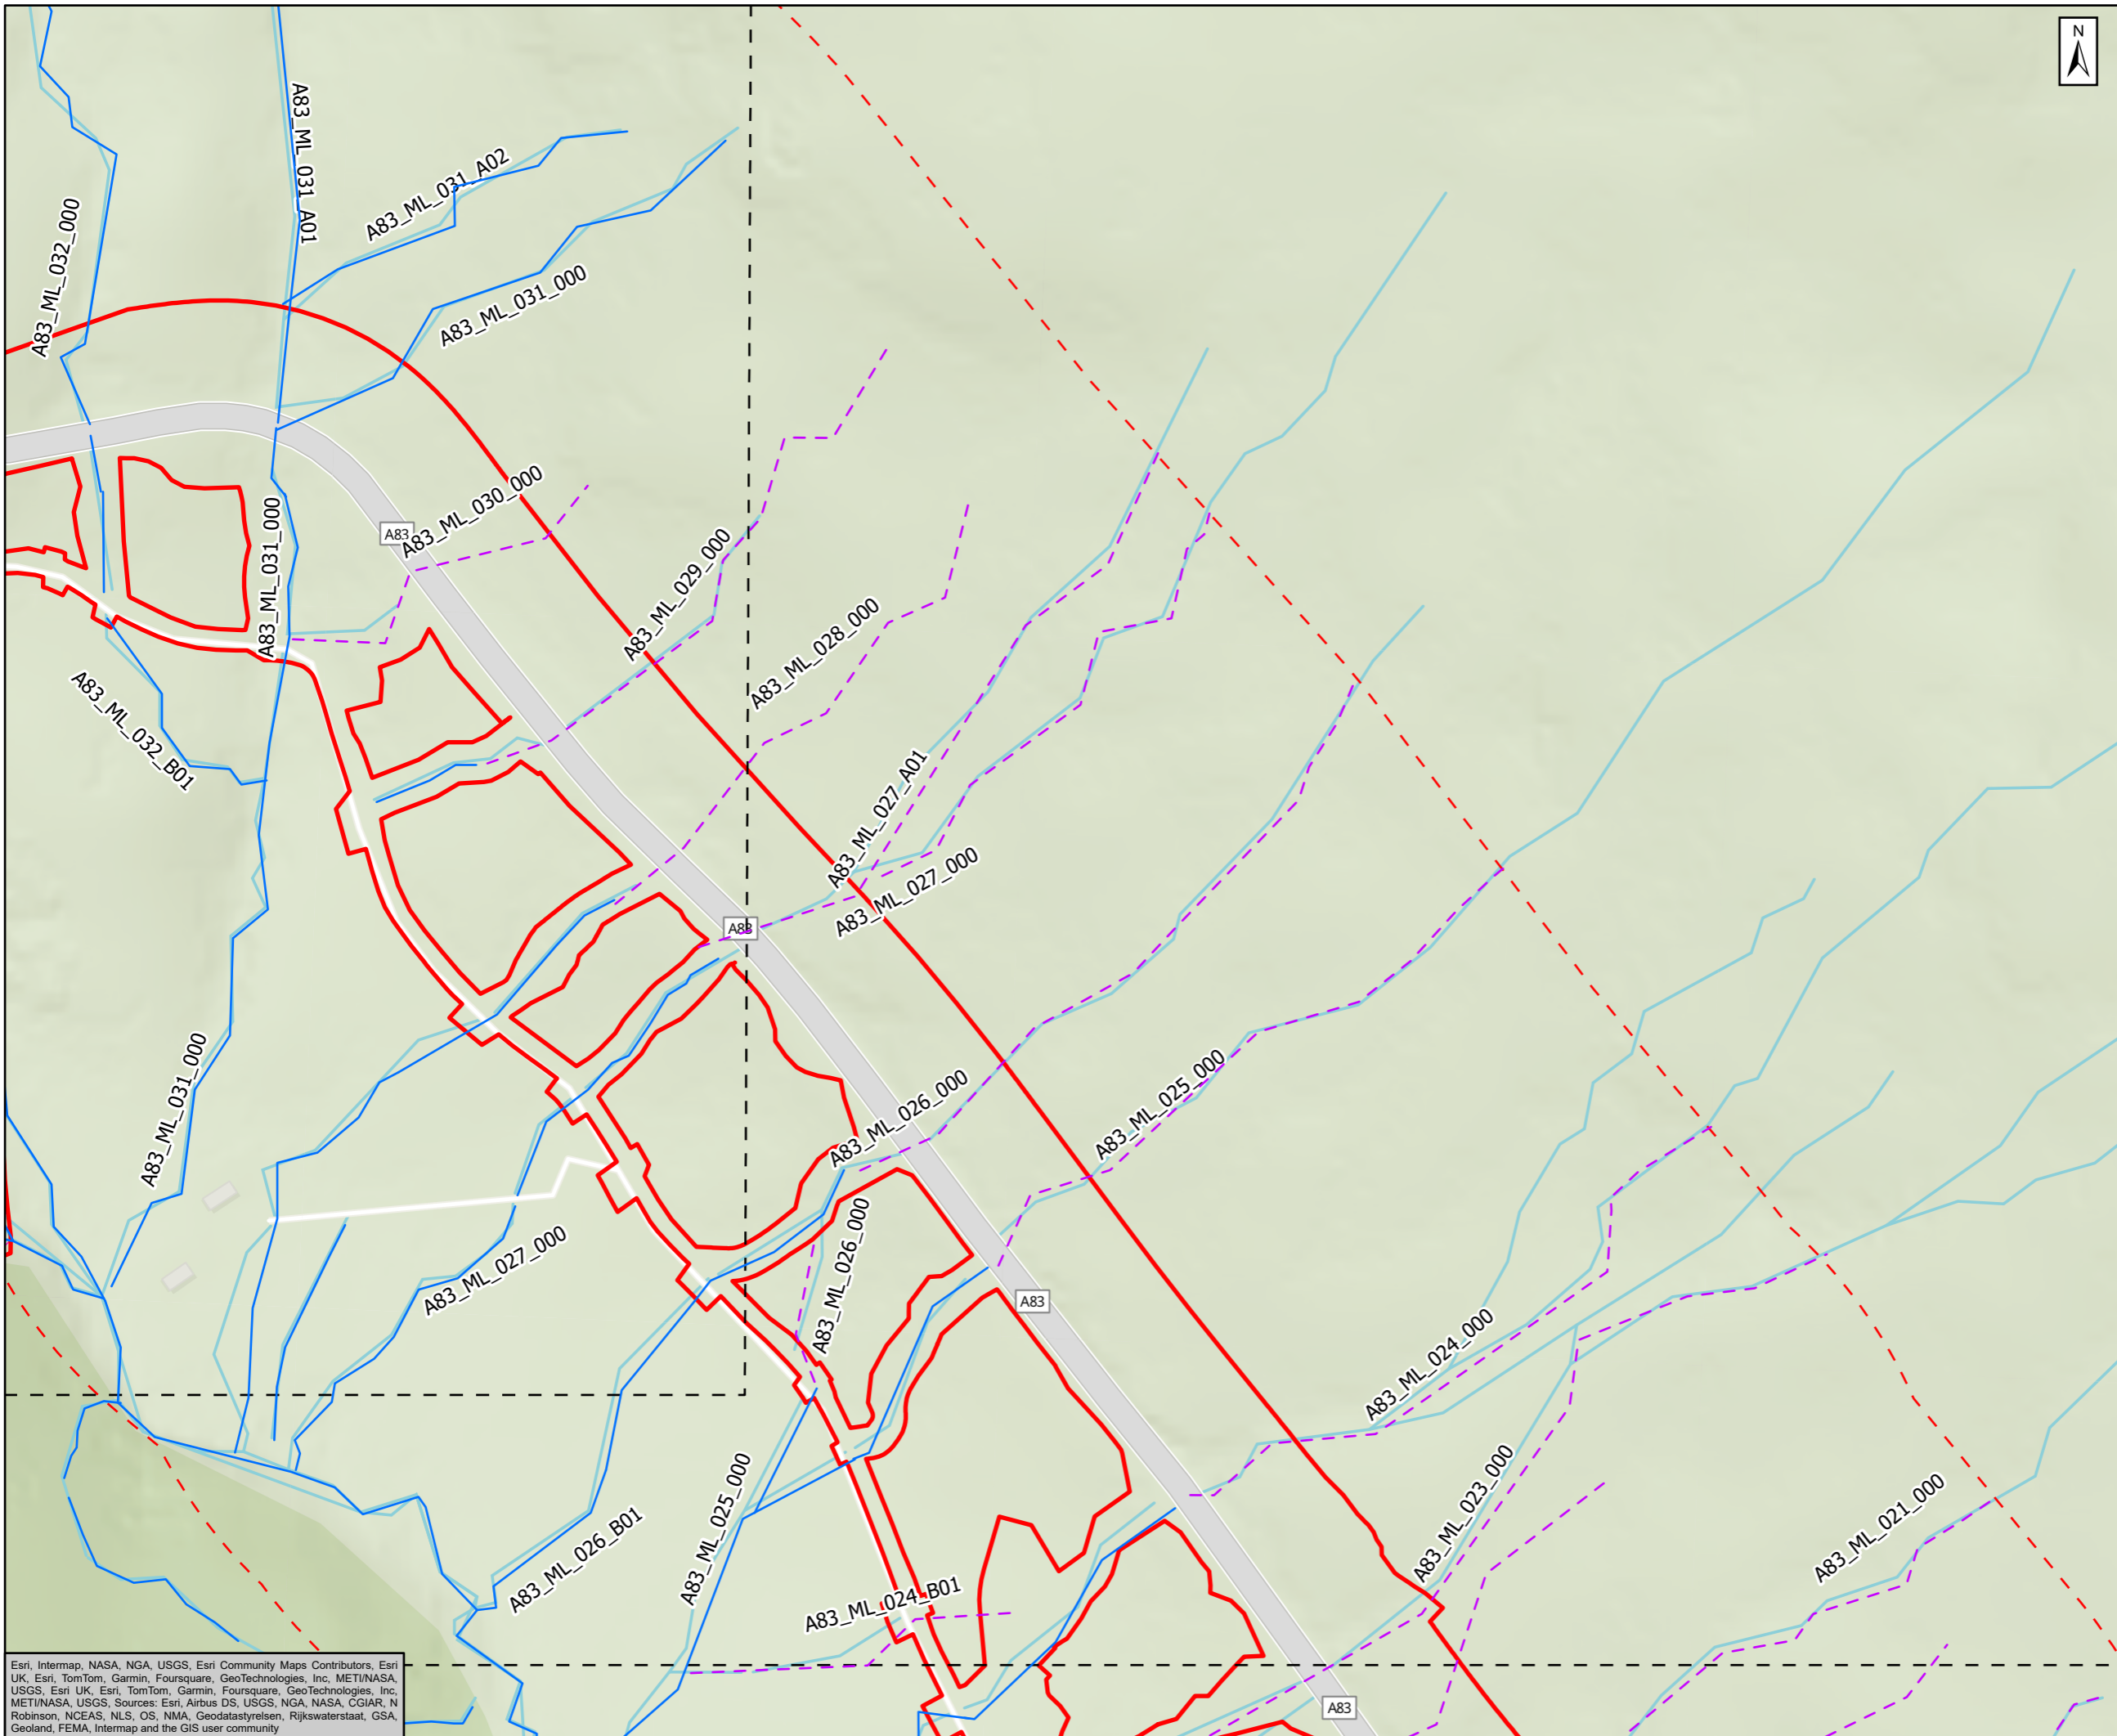 N
A83_ML_031_A01
A83_ML_031_A02
A83_ML_032_000
A83_ML_031_000
A83
A83_ML_030_000
A83_ML_031_000
A83_ML_029_000
A83_ML_028_000
A83_ML_032_B01
A83_ML_027_A01
A83_ML_027_000
A83
A83_ML_031_000
A83_ML_026_000
A83_ML_025_000
A83_ML_027_000
A83_ML_026_000
A83
A83_ML_024_000
A83_ML_023_000
A83_ML_025_000
A83_ML_026_B01
A83_ML_021_000
A83_ML_024_B01
A83
Esri, Intermap, NASA, NGA, USGS, Esri Community Maps Contributors, Esri
UK, Esri, TomTom, Garmin, Foursquare, GeoTechnologies, Inc, METI/NASA,
USGS, Esri UK, Esri, TomTom, Garmin, Foursquare, GeoTechnologies, Inc,
METI/NASA, USGS, Sources: Esri, Airbus DS, USGS, NGA, NASA, CGIAR, N
Robinson, NCEAS, NLS, OS, NMA, Geodatastyrelsen, Rijkswaterstaat, GSA,
Geoland, FEMA, Intermap and the GIS user community